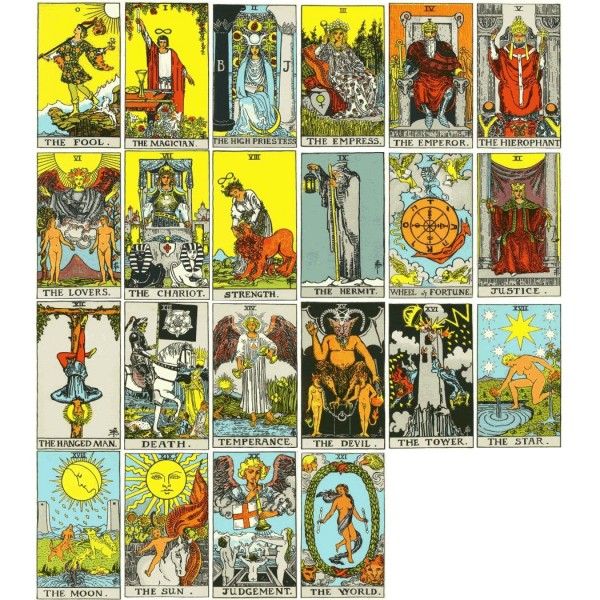 0
THE FOOL.
I
THE MAGICIAN.
II
B J
THE HIGH PRIESTESS
III
THE EMPRESS.
IV
THE EMPEROR.
V
THE HIEROPHANT
VI
THE LOVERS.
VII
THE CHARIOT.
VIII
STRENGTH.
IX
THE HERMIT.
X
WHEEL of FORTUNE.
XI
JUSTICE.
XII
THE HANGED MAN.
XIII
DEATH.
XIV
TEMPERANCE.
XV
THE DEVIL.
XVI
THE TOWER.
XVII
THE STAR.
XVIII
THE MOON.
XIX
THE SUN.
XX
JUDGEMENT.
XXI
THE WORLD.